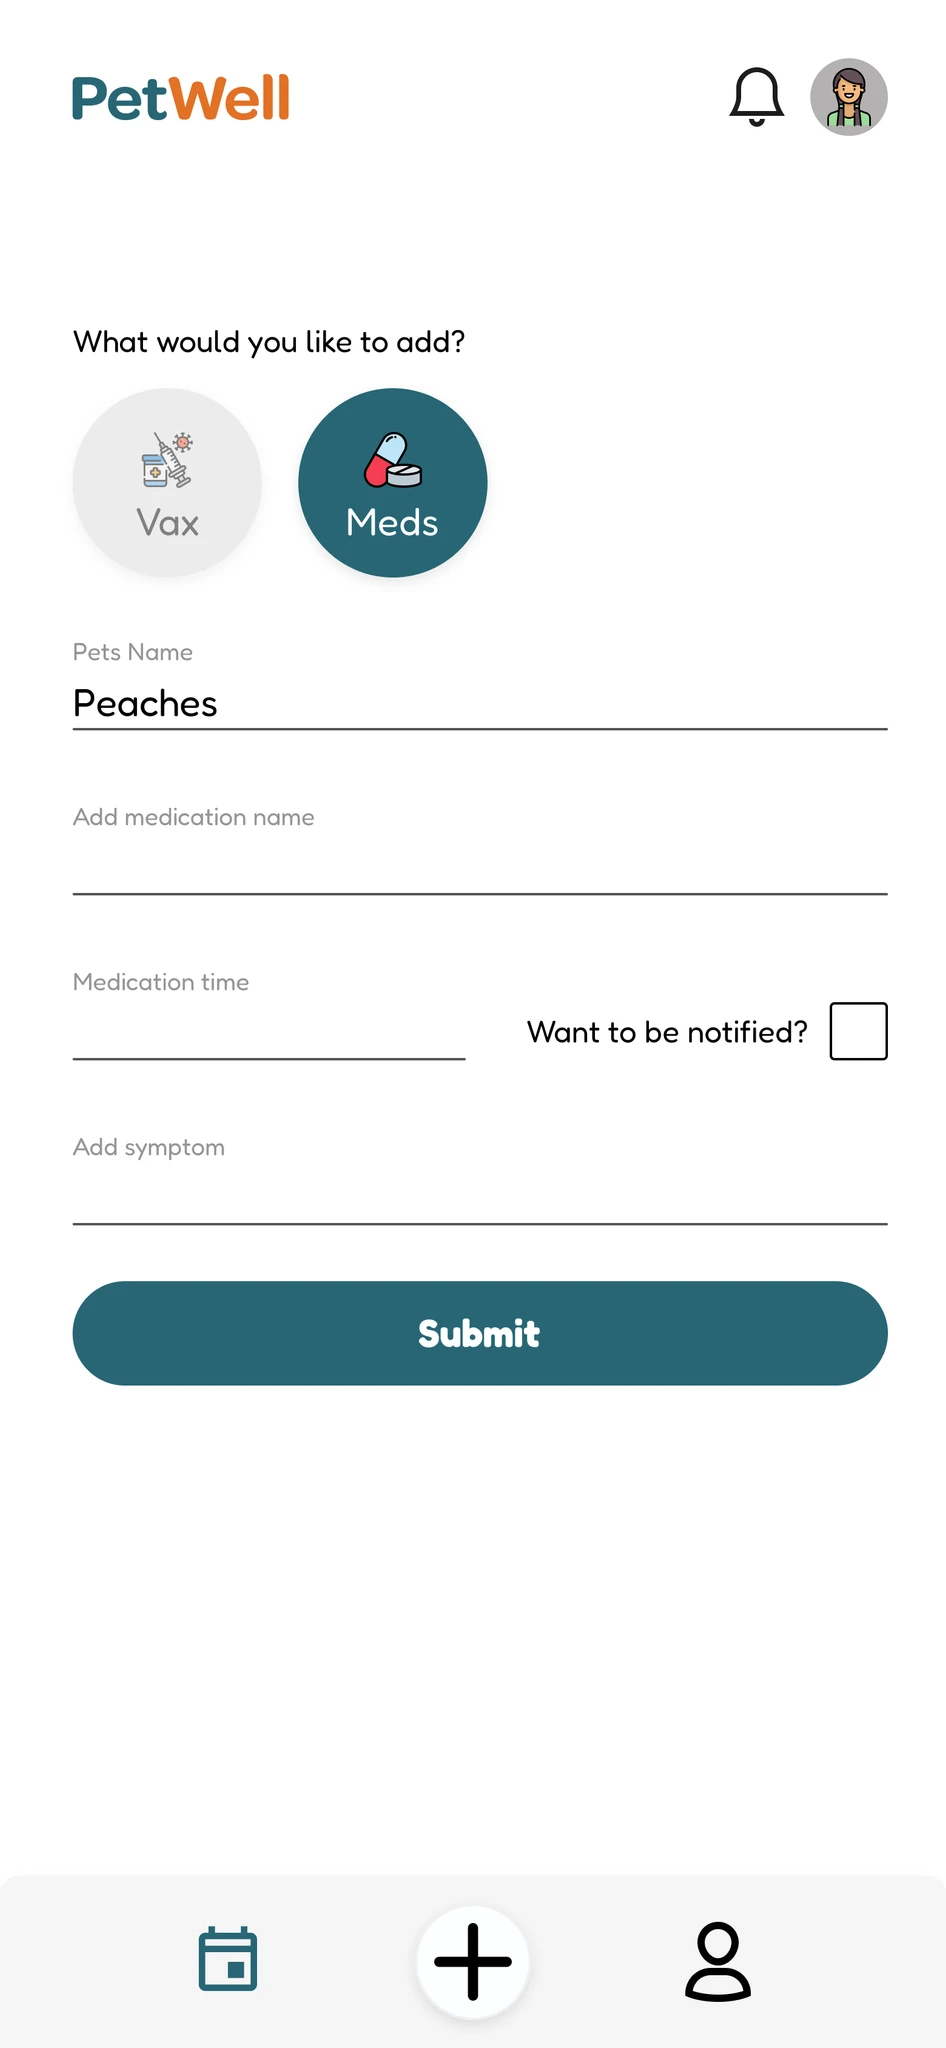 PetWell
What would you like to add?
Vax
Meds
Pets Name
Peaches
Add medication name
Medication time
Want to be notified?
Add symptom
Submit